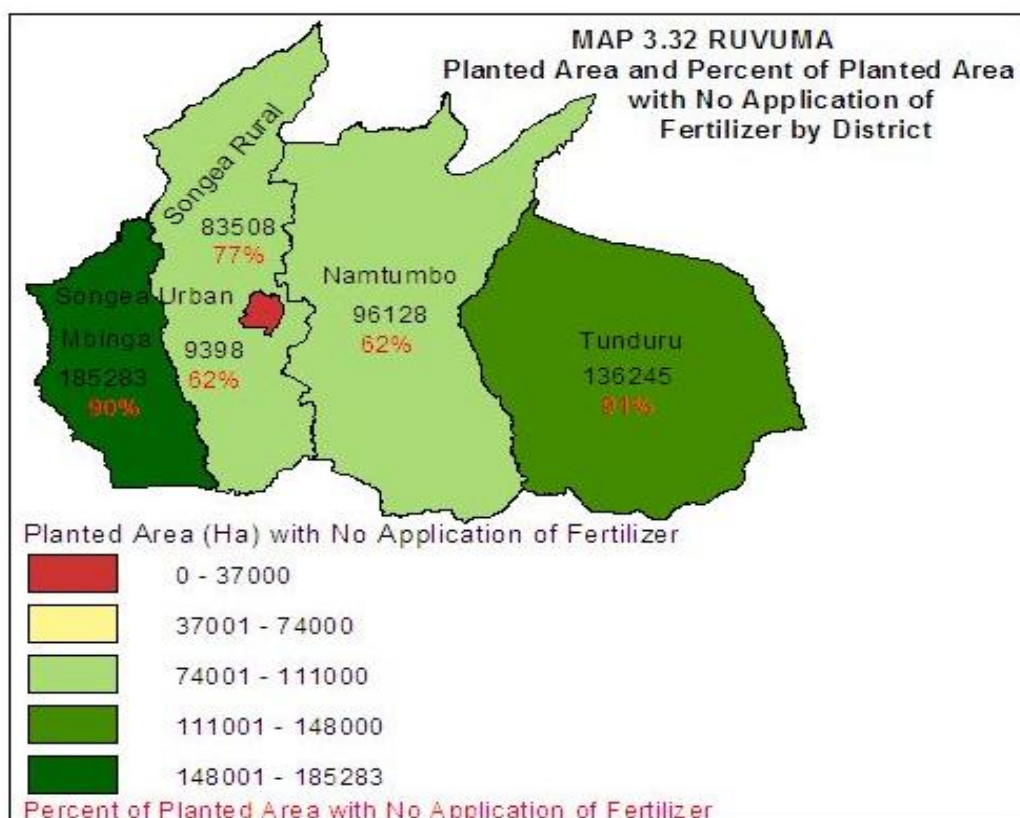 MAP 3.32 RUVUMA
Planted Area and Percent of Planted Area
with No Application of
Fertilizer by District
Songea Rural
83508
77%
Songea Urban
9398
62%
Mbinga
185283
90%
Namtumbo
96128
62%
Tunduru
136245
91%
Planted Area (Ha) with No Application of Fertilizer
0 - 37000
37001 - 74000
74001 - 111000
111001 - 148000
148001 - 185283
Percent of Planted Area with No Application of Fertilizer